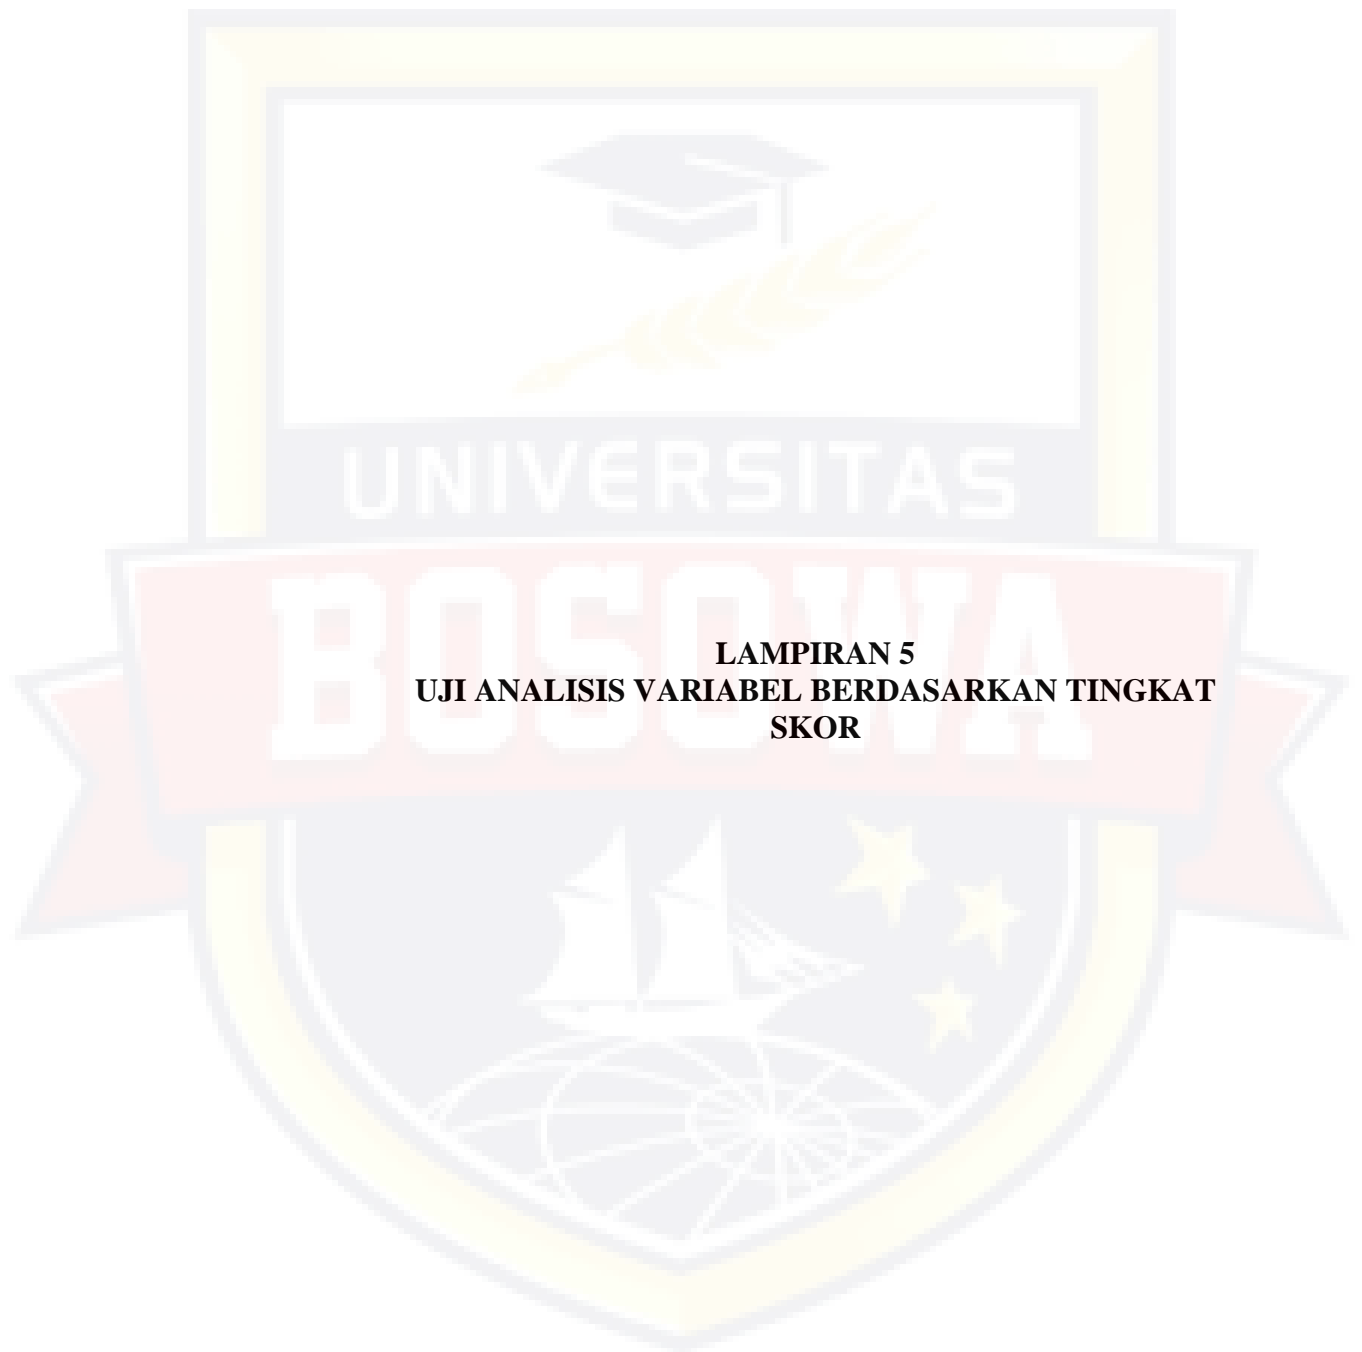 UNIVERSITAS
BOSOWA
LAMPIRAN 5
UJI ANALISIS VARIABEL BERDASARKAN TINGKAT
SKOR